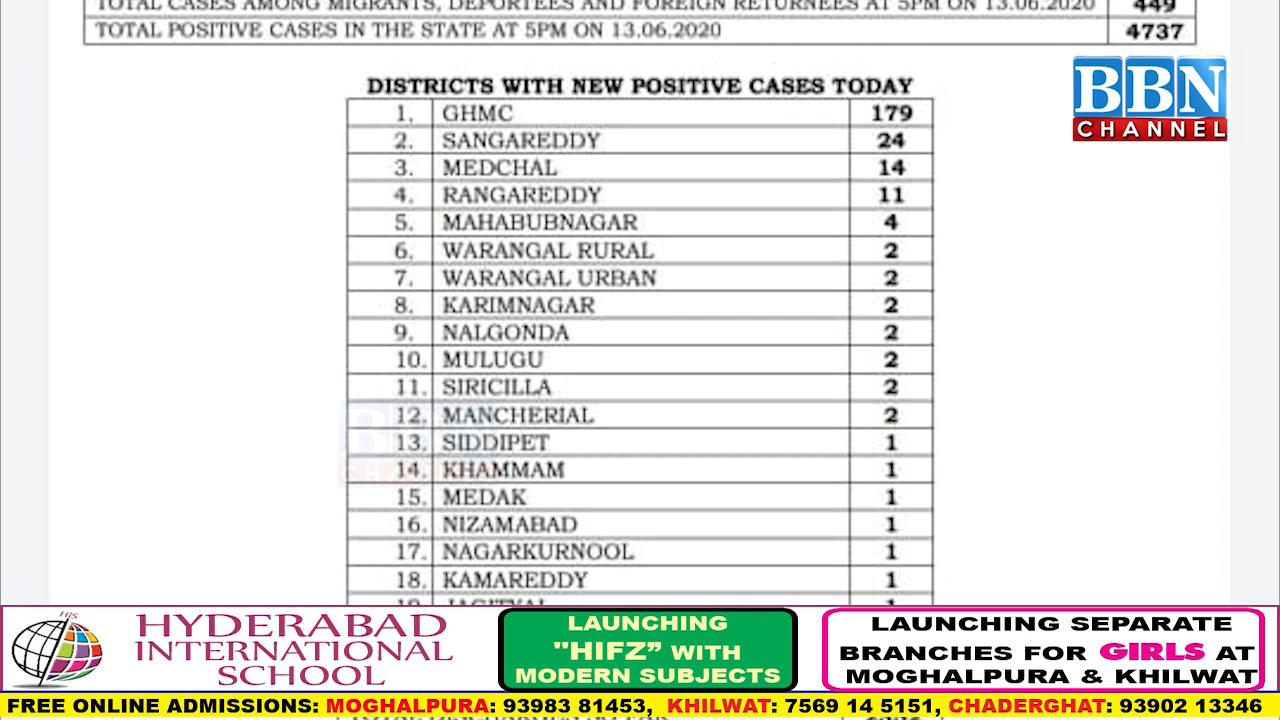 TOTAL CASES AMONG MIGRANTS, DEPORTEES AND FOREIGN RETURNEES AT 5PM ON 13.06.2020 449
TOTAL POSITIVE CASES IN THE STATE AT 5PM ON 13.06.2020 4737
BBN
CHANNEL
DISTRICTS WITH NEW POSITIVE CASES TODAY
1. GHMC 179
2. SANGAREDDY 24
3. MEDCHAL 14
4. RANGAREDDY 11
5. MAHABUBNAGAR 4
6. WARANGAL RURAL 2
7. WARANGAL URBAN 2
8. KARIMNAGAR 2
9. NALGONDA 2
10. MULUGU 2
11. SIRICILLA 2
12. MANCHERIAL 2
13. SIDDIPET 1
14. KHAMMAM 1
15. MEDAK 1
16. NIZAMABAD 1
17. NAGARKURNOOL 1
18. KAMAREDDY 1
19. JAGITYAL 1
BBN
CHANNEL
HIS
HYDERABAD
INTERNATIONAL
SCHOOL
LAUNCHING
"HIFZ” WITH
MODERN SUBJECTS
LAUNCHING SEPARATE
BRANCHES FOR GIRLS AT
MOGHALPURA & KHILWAT
FREE ONLINE ADMISSIONS: MOGHALPURA: 93983 81453, KHILWAT: 7569 14 5151, CHADERGHAT: 93902 13346